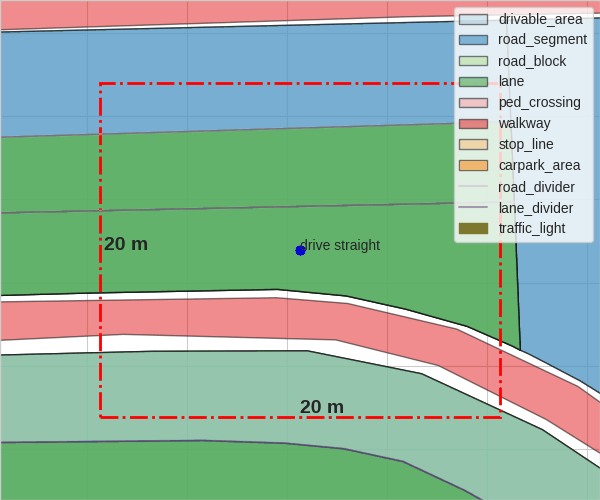 drivable_area
road_segment
road_block
lane
ped_crossing
walkway
stop_line
carpark_area
road_divider
lane_divider
traffic_light
20 m
drive straight
20 m